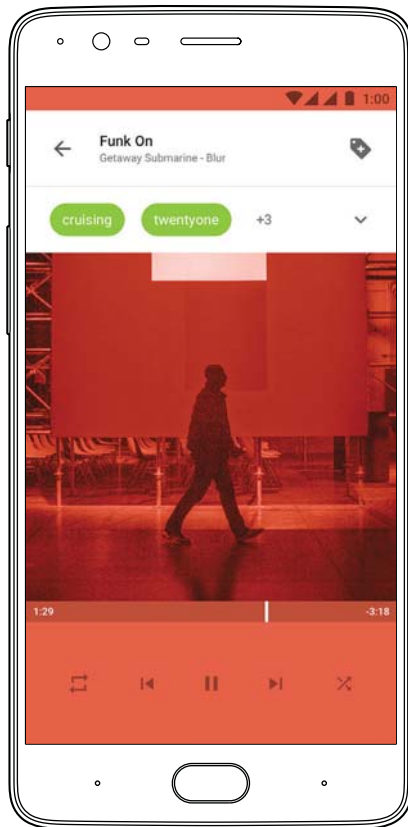 1:00
Funk On
Getaway Submarine - Blur
cruising twentyone +3
1:29 -3:18